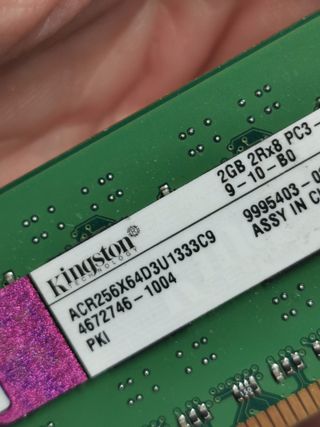 Kingston
TECHNOLOGY
ACR256X64D3U1333C9
4672746-1004
PKI
2GB 2Rx8 PC3-
9-10-B0
9995403-0
ASSY IN C